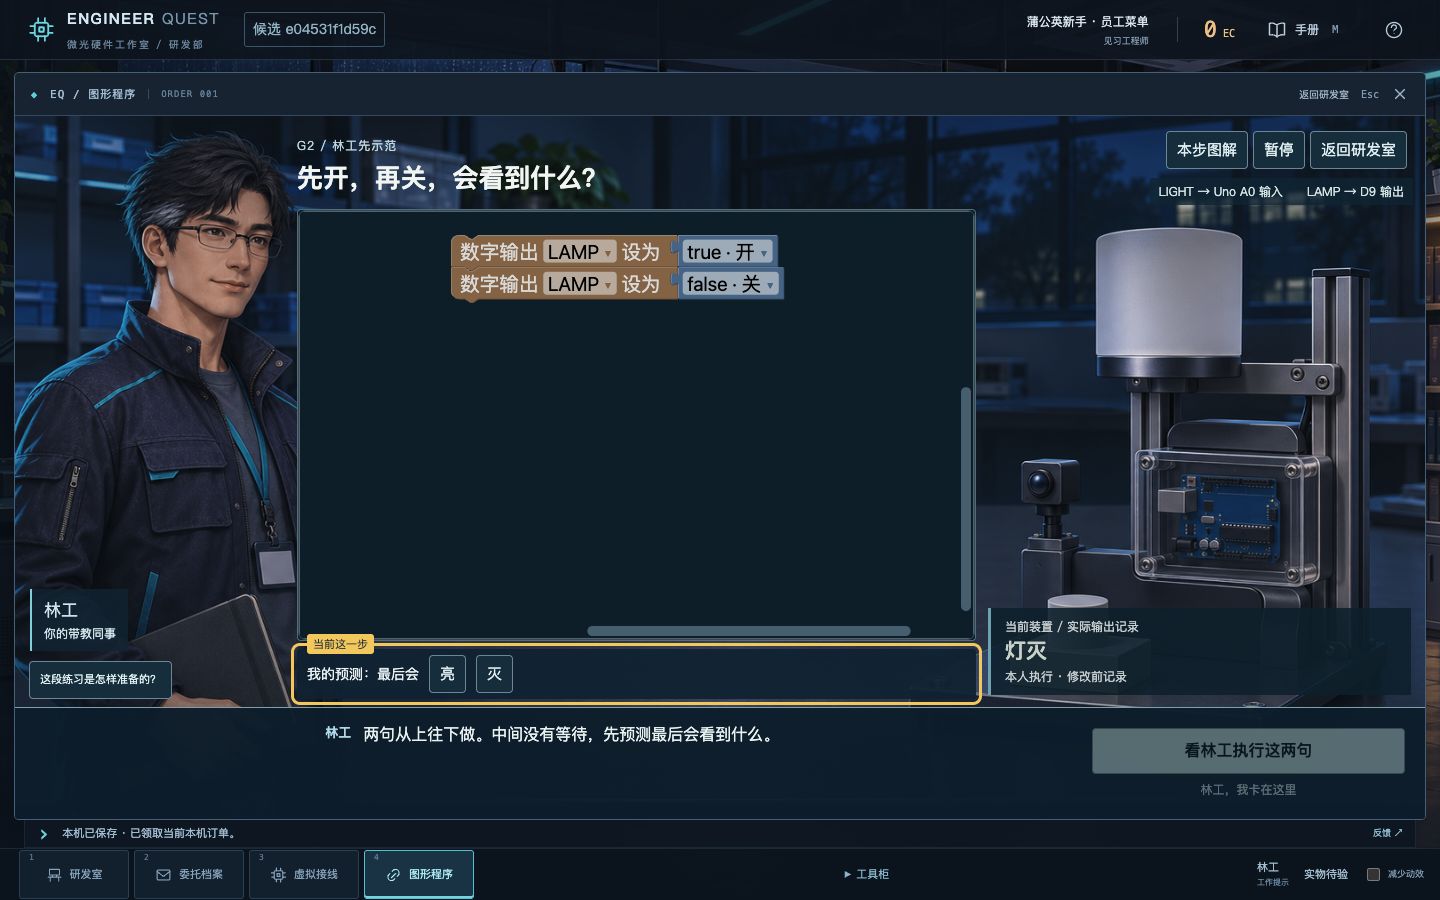 ENGINEER QUEST
微光硬件工作室 / 研发部
候选 e04531f1d59c
蒲公英新手 · 员工菜单
见习工程师
0 EC
手册 M
◆ EQ / 图形程序 ORDER 001
返回研发室 Esc ×
G2 / 林工先示范
先开，再关，会看到什么？
本步图解 暂停 返回研发室
LIGHT → Uno A0 输入 LAMP → D9 输出
数字输出 LAMP 设为 true · 开
数字输出 LAMP 设为 false · 关
林工
你的带教同事
这段练习是怎样准备的？
当前这一步
我的预测：最后会 亮 灭
当前装置 / 实际输出记录
灯灭
本人执行 · 修改前记录
林工 两句从上往下做。中间没有等待，先预测最后会看到什么。
看林工执行这两句
林工，我卡在这里
本机已保存 · 已领取当前本机订单。
反馈 ↗
1 研发室
2 委托档案
3 虚拟接线
4 图形程序
▶ 工具柜
林工
工作提示
实物待验
减少动效